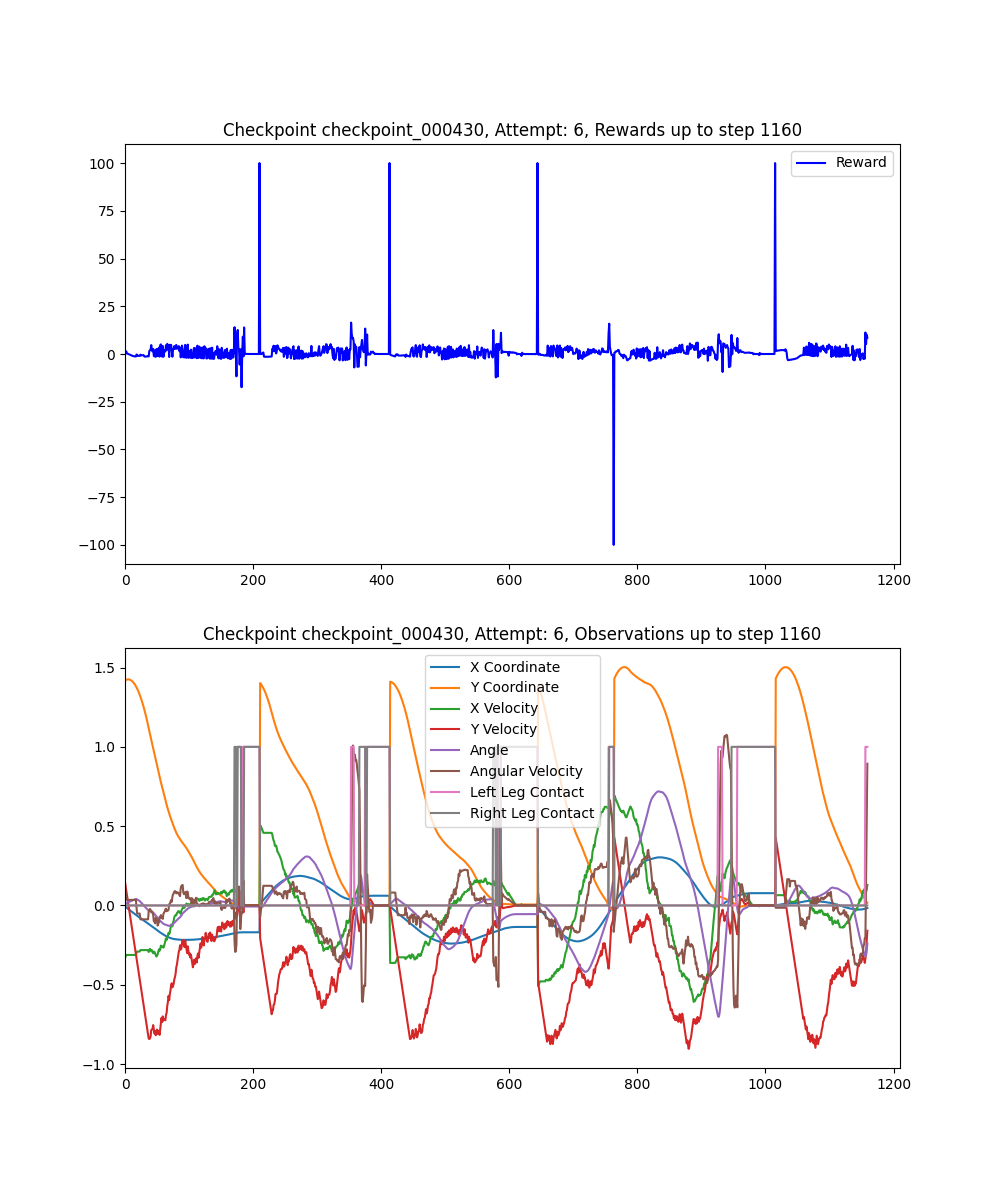 Checkpoint checkpoint_000430, Attempt: 6, Rewards up to step 1160
Reward
100
75
50
25
0
−25
−50
−75
−100
0 200 400 600 800 1000 1200
Checkpoint checkpoint_000430, Attempt: 6, Observations up to step 1160
X Coordinate
Y Coordinate
X Velocity
Y Velocity
Angle
Angular Velocity
Left Leg Contact
Right Leg Contact
1.5
1.0
0.5
0.0
−0.5
−1.0
0 200 400 600 800 1000 1200